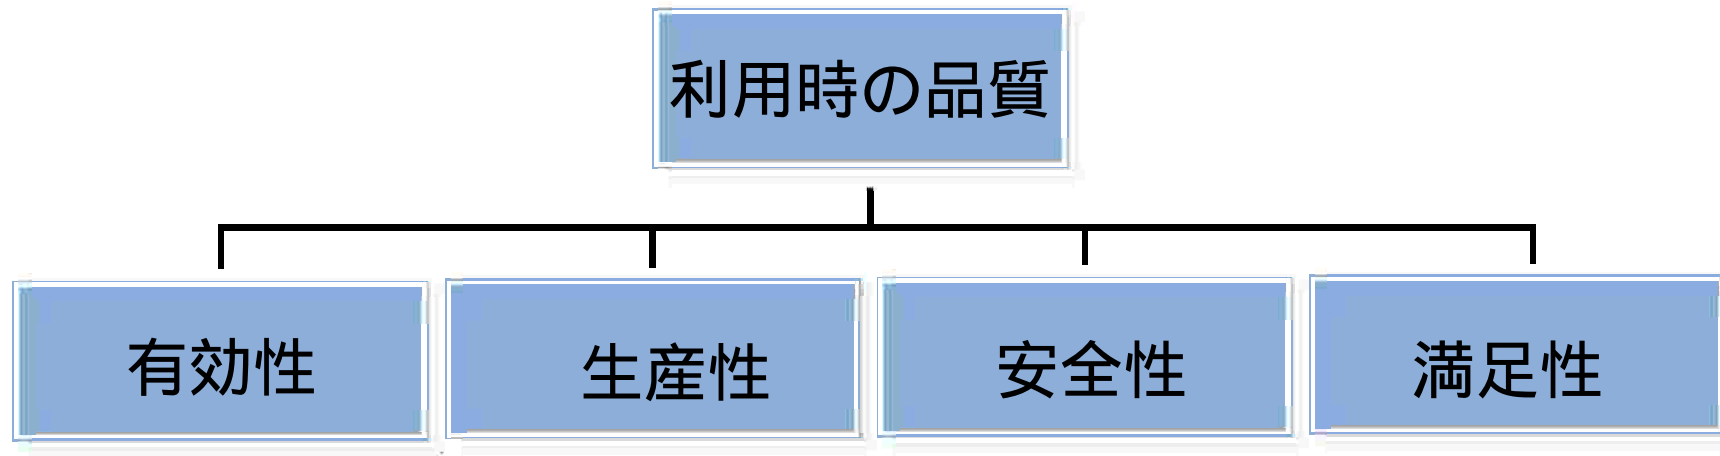 利用時の品質
有効性
生産性
安全性
満足性